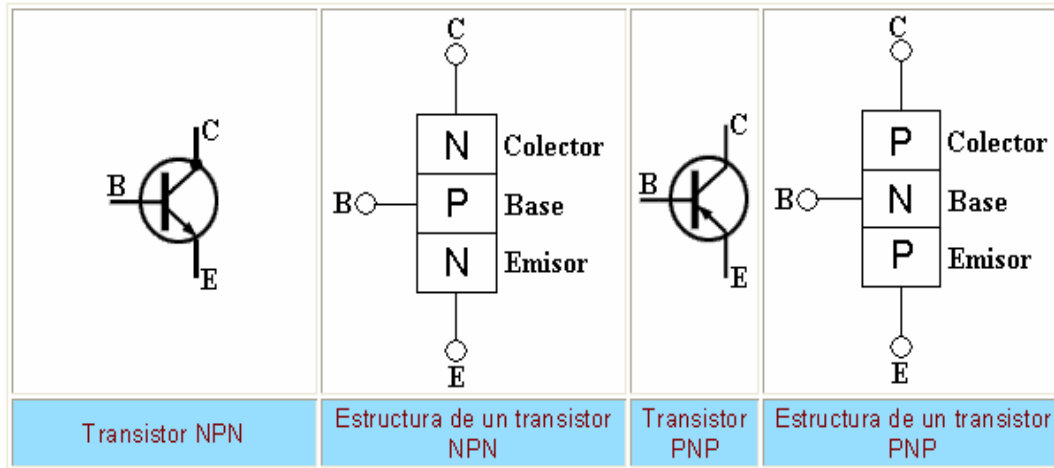 C
B
E
Transistor NPN
C
N Colector
B P Base
N Emisor
E
Estructura de un transistor
NPN
C
B
E
Transistor
PNP
C
P Colector
B N Base
P Emisor
E
Estructura de un transistor
PNP